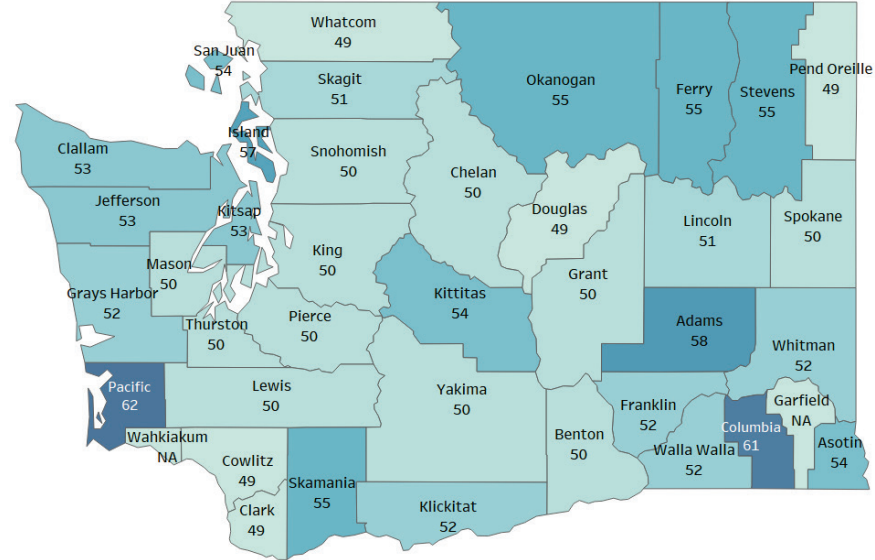 Whatcom
49
San Juan
54
Skagit
51
Okanogan
55
Ferry
55
Stevens
55
Pend Oreille
49
Island
57
Clallam
53
Snohomish
50
Chelan
50
Jefferson
53
Kitsap
53
Douglas
49
Lincoln
51
Spokane
50
King
50
Mason
50
Grant
50
Grays Harbor
52
Kittitas
54
Thurston
50
Pierce
50
Adams
58
Whitman
52
Pacific
62
Lewis
50
Yakima
50
Franklin
52
Garfield
NA
Columbia
61
Wahkiakum
NA
Benton
50
Walla Walla
52
Asotin
54
Cowlitz
49
Skamania
55
Clark
49
Klickitat
52